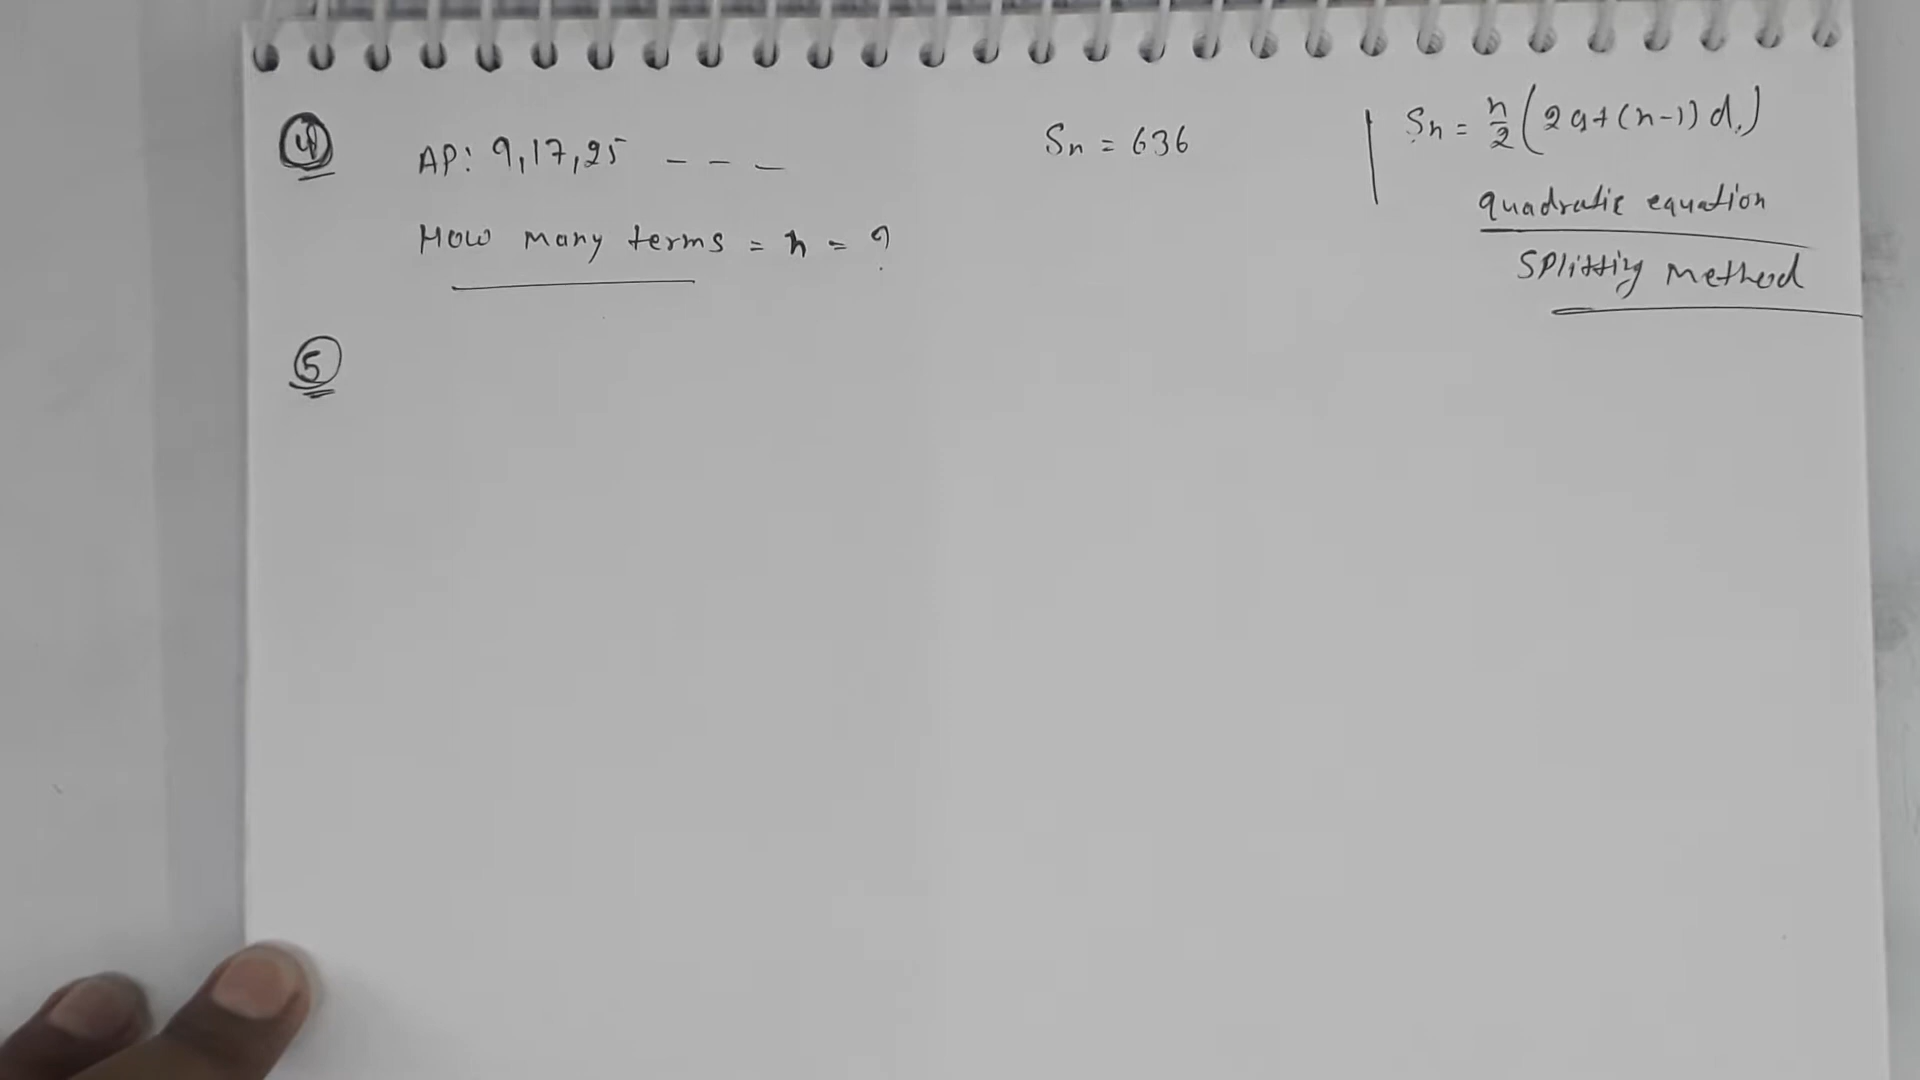 ④ AP: 9,17,25 - - -
Sn = 636
Sn = n/2 (2a+(n-1)d)
quadratic equation
Splitting Method
How many terms = n = ?
⑤